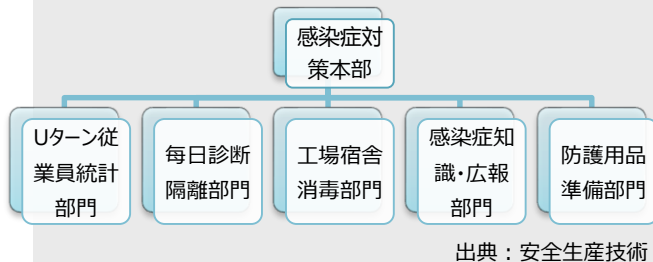 感染症対
策本部
Uターン従
業員統計
部門
毎日診断
隔離部門
工場宿舎
消毒部門
感染症知
識・広報
部門
防護用品
準備部門
出典：安全生産技術